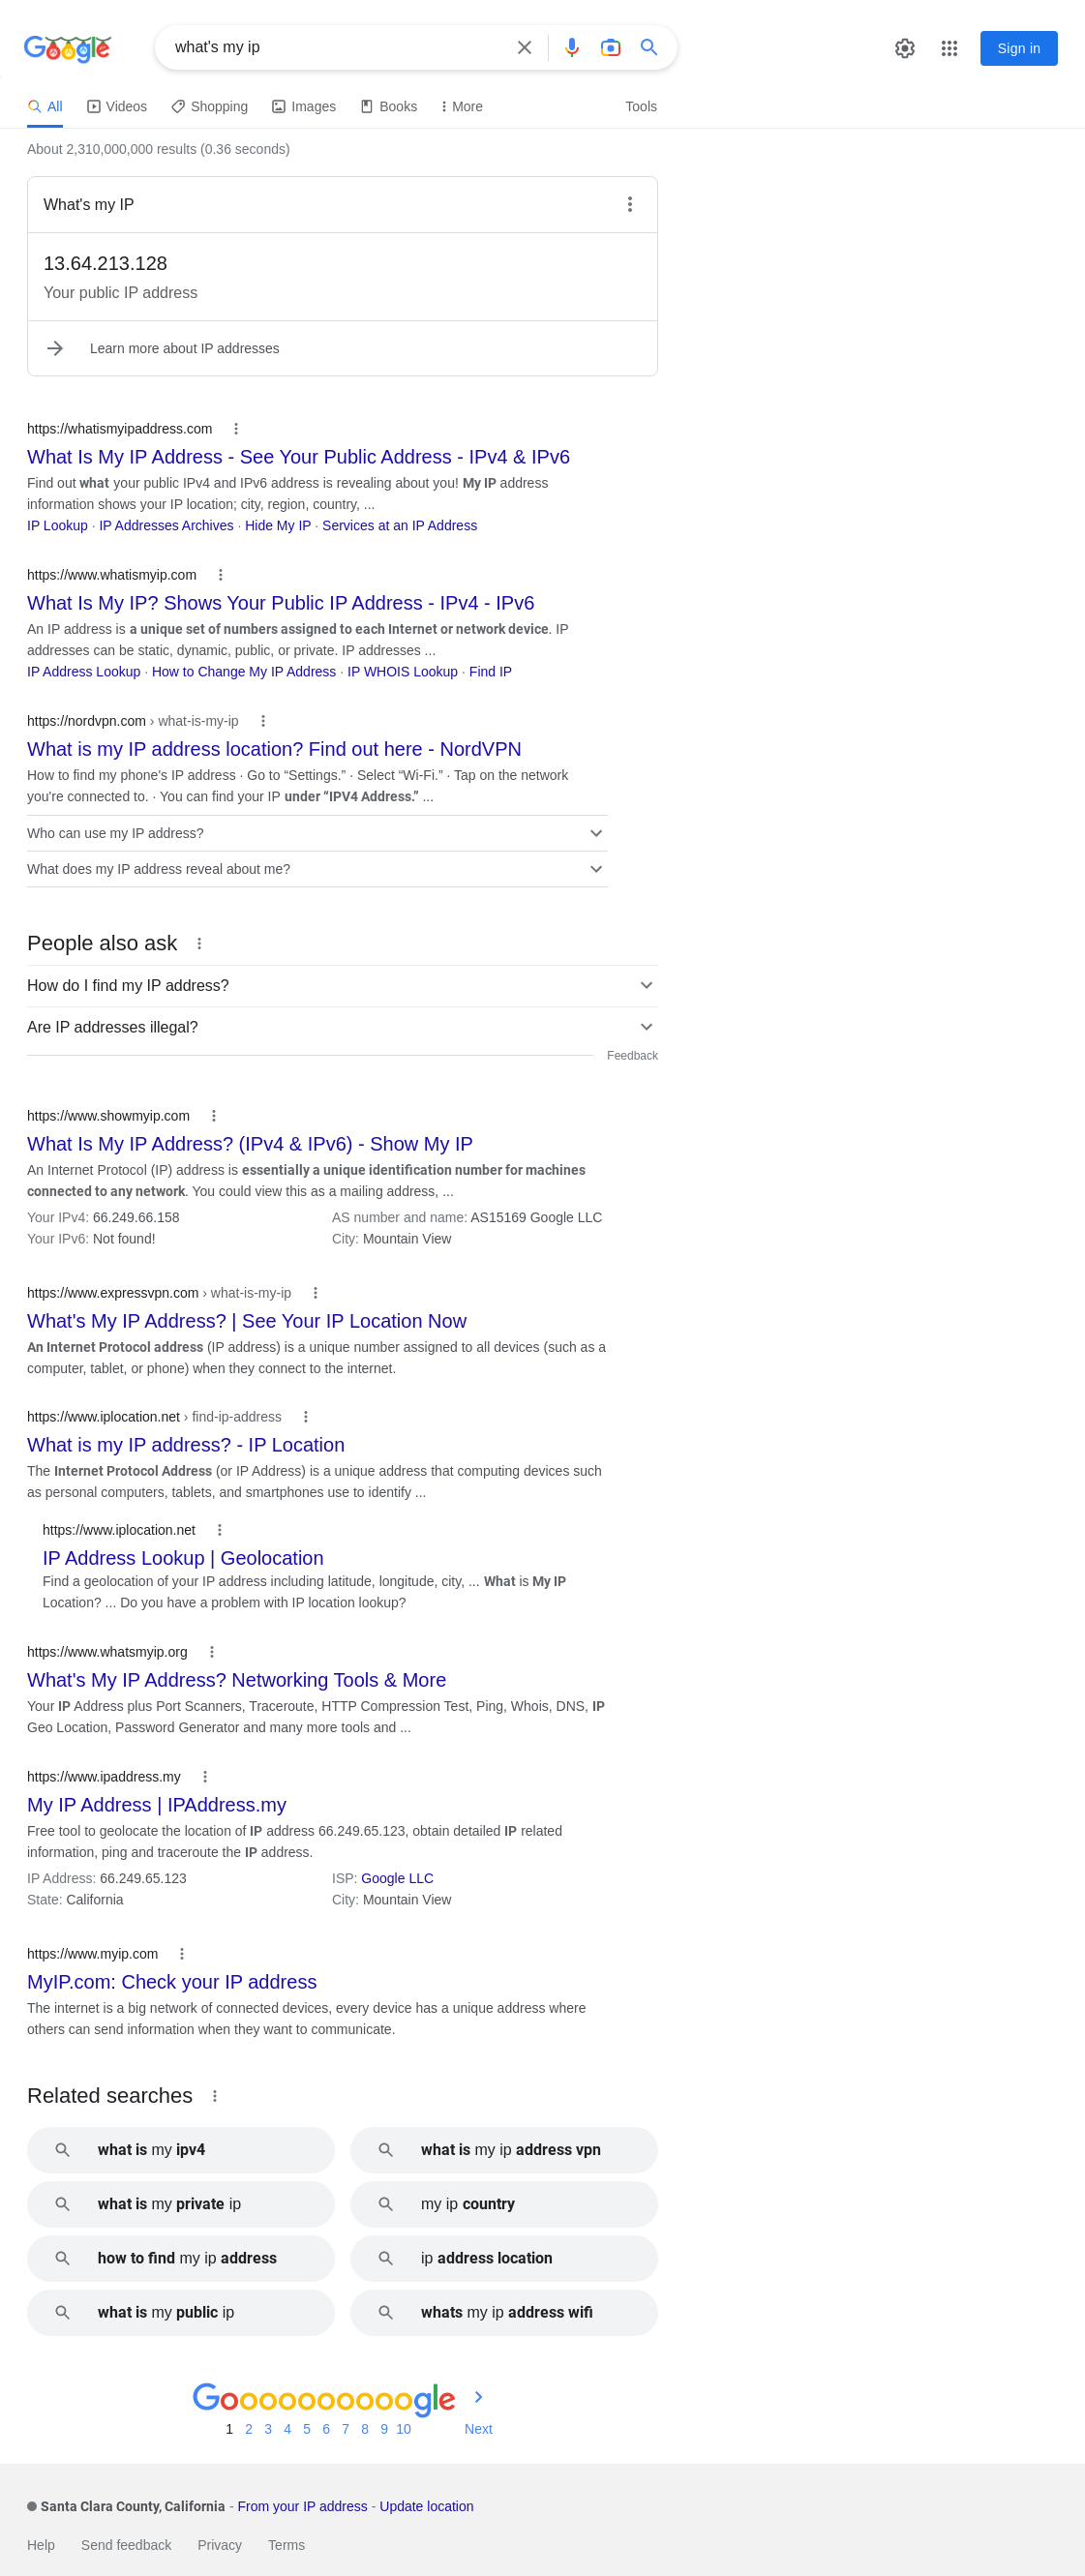 Google
what's my ip
Sign in
All Videos Shopping Images Books More Tools
About 2,310,000,000 results (0.36 seconds)
What's my IP
13.64.213.128
Your public IP address
Learn more about IP addresses
https://whatismyipaddress.com
What Is My IP Address - See Your Public Address - IPv4 & IPv6
Find out what your public IPv4 and IPv6 address is revealing about you! My IP address
information shows your IP location; city, region, country, ...
IP Lookup · IP Addresses Archives · Hide My IP · Services at an IP Address
https://www.whatismyip.com
What Is My IP? Shows Your Public IP Address - IPv4 - IPv6
An IP address is a unique set of numbers assigned to each Internet or network device. IP
addresses can be static, dynamic, public, or private. IP addresses ...
IP Address Lookup · How to Change My IP Address · IP WHOIS Lookup · Find IP
https://nordvpn.com › what-is-my-ip
What is my IP address location? Find out here - NordVPN
How to find my phone's IP address · Go to “Settings.” · Select “Wi-Fi.” · Tap on the network
you're connected to. · You can find your IP under “IPV4 Address.” ...
Who can use my IP address?
What does my IP address reveal about me?
People also ask
How do I find my IP address?
Are IP addresses illegal?
Feedback
https://www.showmyip.com
What Is My IP Address? (IPv4 & IPv6) - Show My IP
An Internet Protocol (IP) address is essentially a unique identification number for machines
connected to any network. You could view this as a mailing address, ...
Your IPv4: 66.249.66.158 AS number and name: AS15169 Google LLC
Your IPv6: Not found! City: Mountain View
https://www.expressvpn.com › what-is-my-ip
What's My IP Address? | See Your IP Location Now
An Internet Protocol address (IP address) is a unique number assigned to all devices (such as a
computer, tablet, or phone) when they connect to the internet.
https://www.iplocation.net › find-ip-address
What is my IP address? - IP Location
The Internet Protocol Address (or IP Address) is a unique address that computing devices such
as personal computers, tablets, and smartphones use to identify ...
https://www.iplocation.net
IP Address Lookup | Geolocation
Find a geolocation of your IP address including latitude, longitude, city, ... What is My IP
Location? ... Do you have a problem with IP location lookup?
https://www.whatsmyip.org
What's My IP Address? Networking Tools & More
Your IP Address plus Port Scanners, Traceroute, HTTP Compression Test, Ping, Whois, DNS, IP
Geo Location, Password Generator and many more tools and ...
https://www.ipaddress.my
My IP Address | IPAddress.my
Free tool to geolocate the location of IP address 66.249.65.123, obtain detailed IP related
information, ping and traceroute the IP address.
IP Address: 66.249.65.123 ISP: Google LLC
State: California City: Mountain View
https://www.myip.com
MyIP.com: Check your IP address
The internet is a big network of connected devices, every device has a unique address where
others can send information when they want to communicate.
Related searches
what is my ipv4 what is my ip address vpn
what is my private ip my ip country
how to find my ip address ip address location
what is my public ip whats my ip address wifi
Goooooooooogle
1 2 3 4 5 6 7 8 9 10 Next
Santa Clara County, California - From your IP address - Update location
Help Send feedback Privacy Terms